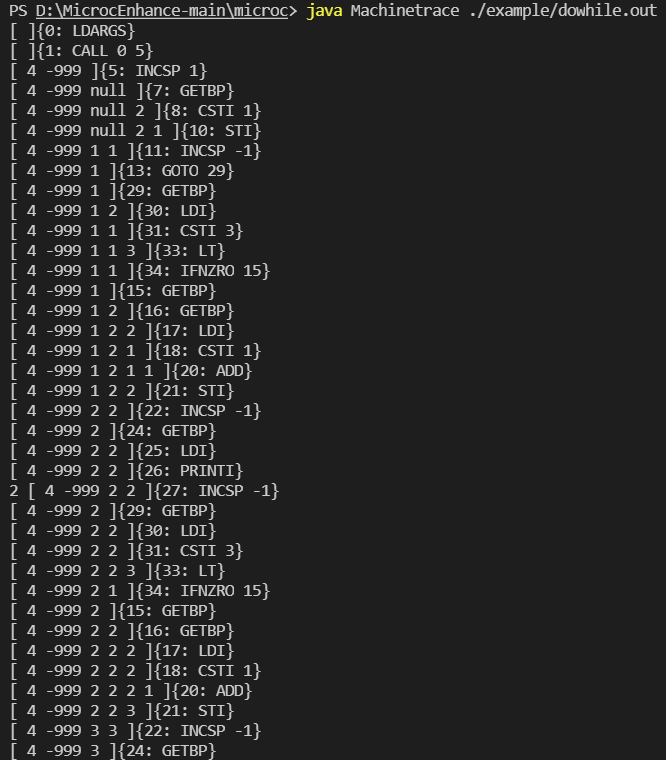 PS D:\MicrocEnhance-main\microc> java Machinetrace ./example/dowhile.out
[ ]{0: LDARGS}
[ ]{1: CALL 0 5}
[ 4 -999 ]{5: INCSP 1}
[ 4 -999 null ]{7: GETBP}
[ 4 -999 null 2 ]{8: CSTI 1}
[ 4 -999 null 2 1 ]{10: STI}
[ 4 -999 1 1 ]{11: INCSP -1}
[ 4 -999 1 ]{13: GOTO 29}
[ 4 -999 1 ]{29: GETBP}
[ 4 -999 1 2 ]{30: LDI}
[ 4 -999 1 1 ]{31: CSTI 3}
[ 4 -999 1 1 3 ]{33: LT}
[ 4 -999 1 1 ]{34: IFNZRO 15}
[ 4 -999 1 ]{15: GETBP}
[ 4 -999 1 2 ]{16: GETBP}
[ 4 -999 1 2 2 ]{17: LDI}
[ 4 -999 1 2 1 ]{18: CSTI 1}
[ 4 -999 1 2 1 1 ]{20: ADD}
[ 4 -999 1 2 2 ]{21: STI}
[ 4 -999 2 2 ]{22: INCSP -1}
[ 4 -999 2 ]{24: GETBP}
[ 4 -999 2 2 ]{25: LDI}
[ 4 -999 2 2 ]{26: PRINTI}
2 [ 4 -999 2 2 ]{27: INCSP -1}
[ 4 -999 2 ]{29: GETBP}
[ 4 -999 2 2 ]{30: LDI}
[ 4 -999 2 2 ]{31: CSTI 3}
[ 4 -999 2 2 3 ]{33: LT}
[ 4 -999 2 1 ]{34: IFNZRO 15}
[ 4 -999 2 ]{15: GETBP}
[ 4 -999 2 2 ]{16: GETBP}
[ 4 -999 2 2 2 ]{17: LDI}
[ 4 -999 2 2 2 ]{18: CSTI 1}
[ 4 -999 2 2 2 1 ]{20: ADD}
[ 4 -999 2 2 3 ]{21: STI}
[ 4 -999 3 3 ]{22: INCSP -1}
[ 4 -999 3 ]{24: GETBP}